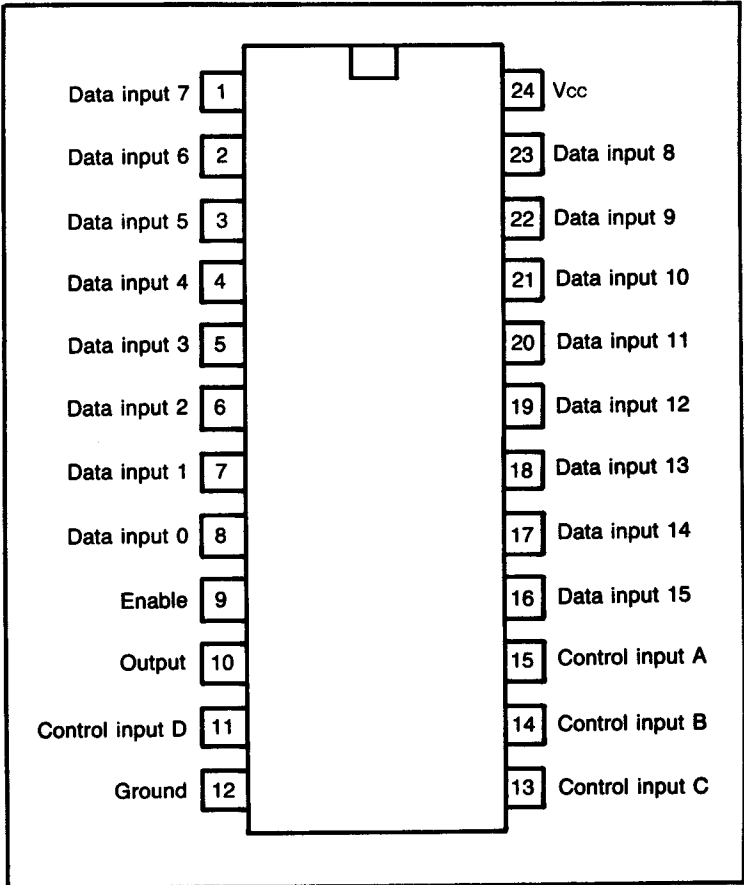 Data input 7 1 24 Vcc
Data input 6 2 23 Data input 8
Data input 5 3 22 Data input 9
Data input 4 4 21 Data input 10
Data input 3 5 20 Data input 11
Data input 2 6 19 Data input 12
Data input 1 7 18 Data input 13
Data input 0 8 17 Data input 14
Enable 9 16 Data input 15
Output 10 15 Control input A
Control input D 11 14 Control input B
Ground 12 13 Control input C